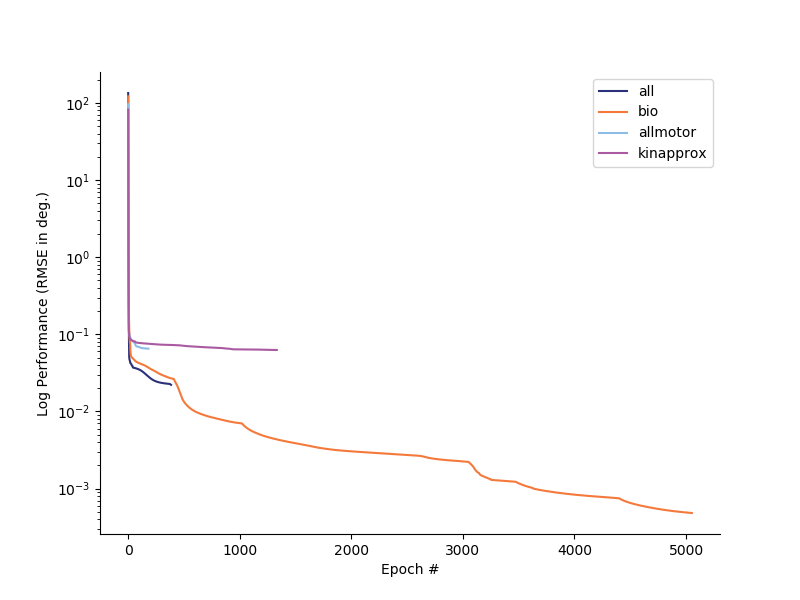 all
bio
allmotor
kinapprox
Log Performance (RMSE in deg.)
10²
10¹
10⁰
10⁻¹
10⁻²
10⁻³
0 1000 2000 3000 4000 5000
Epoch #